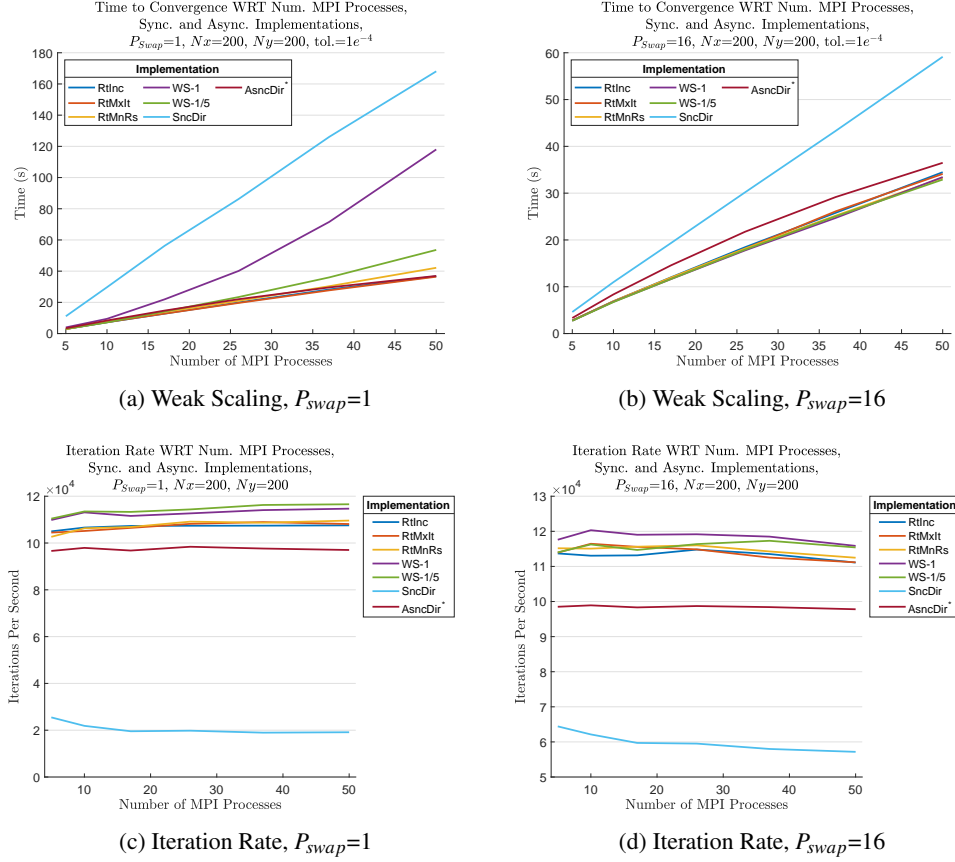 Time to Convergence WRT Num. MPI Processes,
Sync. and Async. Implementations,
P_Swap=1, Nx=200, Ny=200, tol.=1e^-4
180
160
140
120
100
80
60
40
20
0
Time (s)
Implementation
RtInc
RtMxIt
RtMnRs
WS-1
WS-1/5
SncDir
AsncDir*
5 10 15 20 25 30 35 40 45 50
Number of MPI Processes
(a) Weak Scaling, P_swap=1
Time to Convergence WRT Num. MPI Processes,
Sync. and Async. Implementations,
P_Swap=16, Nx=200, Ny=200, tol.=1e^-4
60
50
40
30
20
10
0
Time (s)
Implementation
RtInc
RtMxIt
RtMnRs
WS-1
WS-1/5
SncDir
AsncDir*
5 10 15 20 25 30 35 40 45 50
Number of MPI Processes
(b) Weak Scaling, P_swap=16
Iteration Rate WRT Num. MPI Processes,
Sync. and Async. Implementations,
P_Swap=1, Nx=200, Ny=200
×10^4
12
10
8
6
4
2
0
Iterations Per Second
Implementation
RtInc
RtMxIt
RtMnRs
WS-1
WS-1/5
SncDir
AsncDir*
10 20 30 40 50
Number of MPI Processes
(c) Iteration Rate, P_swap=1
Iteration Rate WRT Num. MPI Processes,
Sync. and Async. Implementations,
P_Swap=16, Nx=200, Ny=200
×10^4
13
12
11
10
9
8
7
6
5
Iterations Per Second
Implementation
RtInc
RtMxIt
RtMnRs
WS-1
WS-1/5
SncDir
AsncDir*
10 20 30 40 50
Number of MPI Processes
(d) Iteration Rate, P_swap=16